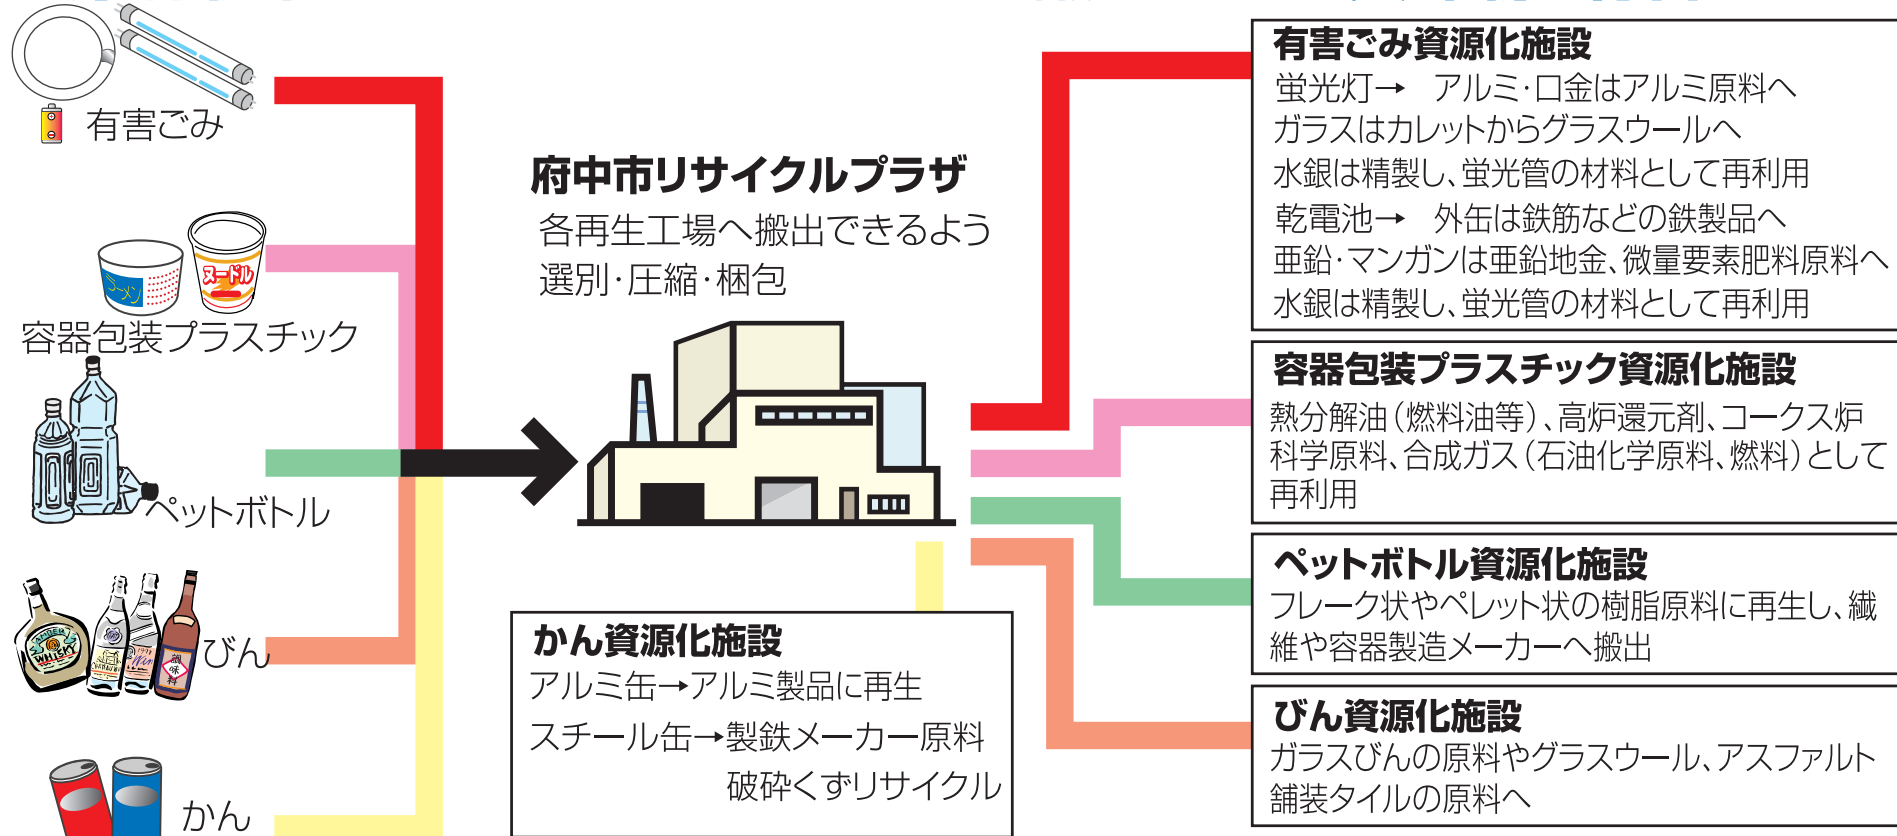 有害ごみ
ヌードル
ラーメン
容器包装プラスチック
ペットボトル
AMBER
WHISKY
調味料
びん
かん
府中市リサイクルプラザ
各再生工場へ搬出できるよう
選別・圧縮・梱包
かん資源化施設
アルミ缶→アルミ製品に再生
スチール缶→製鉄メーカー原料
破砕くずリサイクル
有害ごみ資源化施設
蛍光灯→ アルミ・口金はアルミ原料へ
ガラスはカレットからグラスウールへ
水銀は精製し、蛍光管の材料として再利用
乾電池→ 外缶は鉄筋などの鉄製品へ
亜鉛・マンガンは亜鉛地金、微量要素肥料原料へ
水銀は精製し、蛍光管の材料として再利用
容器包装プラスチック資源化施設
熱分解油(燃料油等)、高炉還元剤、コークス炉
科学原料、合成ガス(石油化学原料、燃料)として
再利用
ペットボトル資源化施設
フレーク状やペレット状の樹脂原料に再生し、繊
維や容器製造メーカーへ搬出
びん資源化施設
ガラスびんの原料やグラスウール、アスファルト
舗装タイルの原料へ